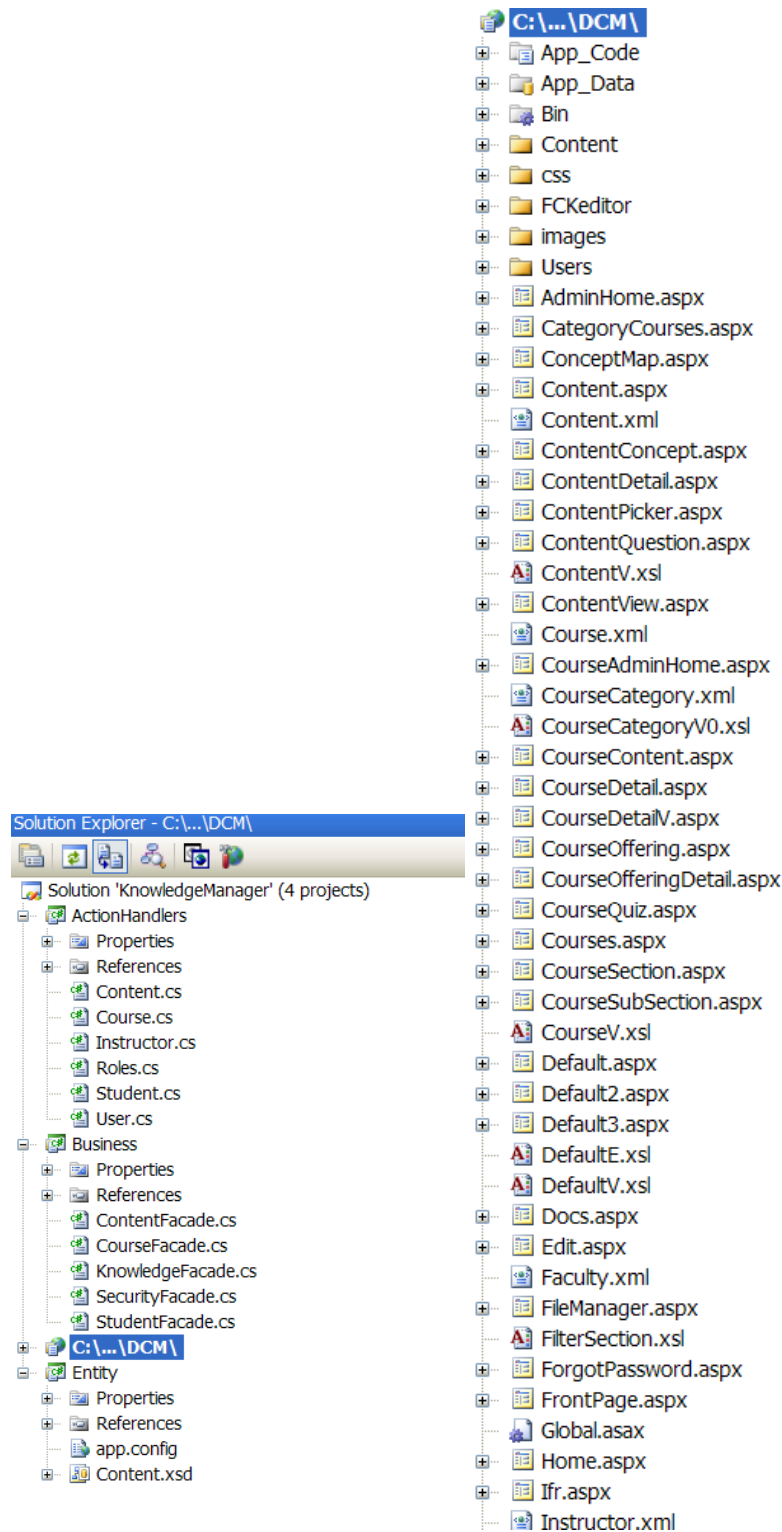 Solution Explorer - C:\...\DCM\
Solution 'KnowledgeManager' (4 projects)
ActionHandlers
Properties
References
Content.cs
Course.cs
Instructor.cs
Roles.cs
Student.cs
User.cs
Business
Properties
References
ContentFacade.cs
CourseFacade.cs
KnowledgeFacade.cs
SecurityFacade.cs
StudentFacade.cs
C:\...\DCM\
Entity
Properties
References
app.config
Content.xsd
C:\...\DCM\
App_Code
App_Data
Bin
Content
css
FCKeditor
images
Users
AdminHome.aspx
CategoryCourses.aspx
ConceptMap.aspx
Content.aspx
Content.xml
ContentConcept.aspx
ContentDetail.aspx
ContentPicker.aspx
ContentQuestion.aspx
ContentV.xsl
ContentView.aspx
Course.xml
CourseAdminHome.aspx
CourseCategory.xml
CourseCategoryV0.xsl
CourseContent.aspx
CourseDetail.aspx
CourseDetailV.aspx
CourseOffering.aspx
CourseOfferingDetail.aspx
CourseQuiz.aspx
Courses.aspx
CourseSection.aspx
CourseSubSection.aspx
CourseV.xsl
Default.aspx
Default2.aspx
Default3.aspx
DefaultE.xsl
DefaultV.xsl
Docs.aspx
Edit.aspx
Faculty.xml
FileManager.aspx
FilterSection.xsl
ForgotPassword.aspx
FrontPage.aspx
Global.asax
Home.aspx
Ifr.aspx
Instructor.xml